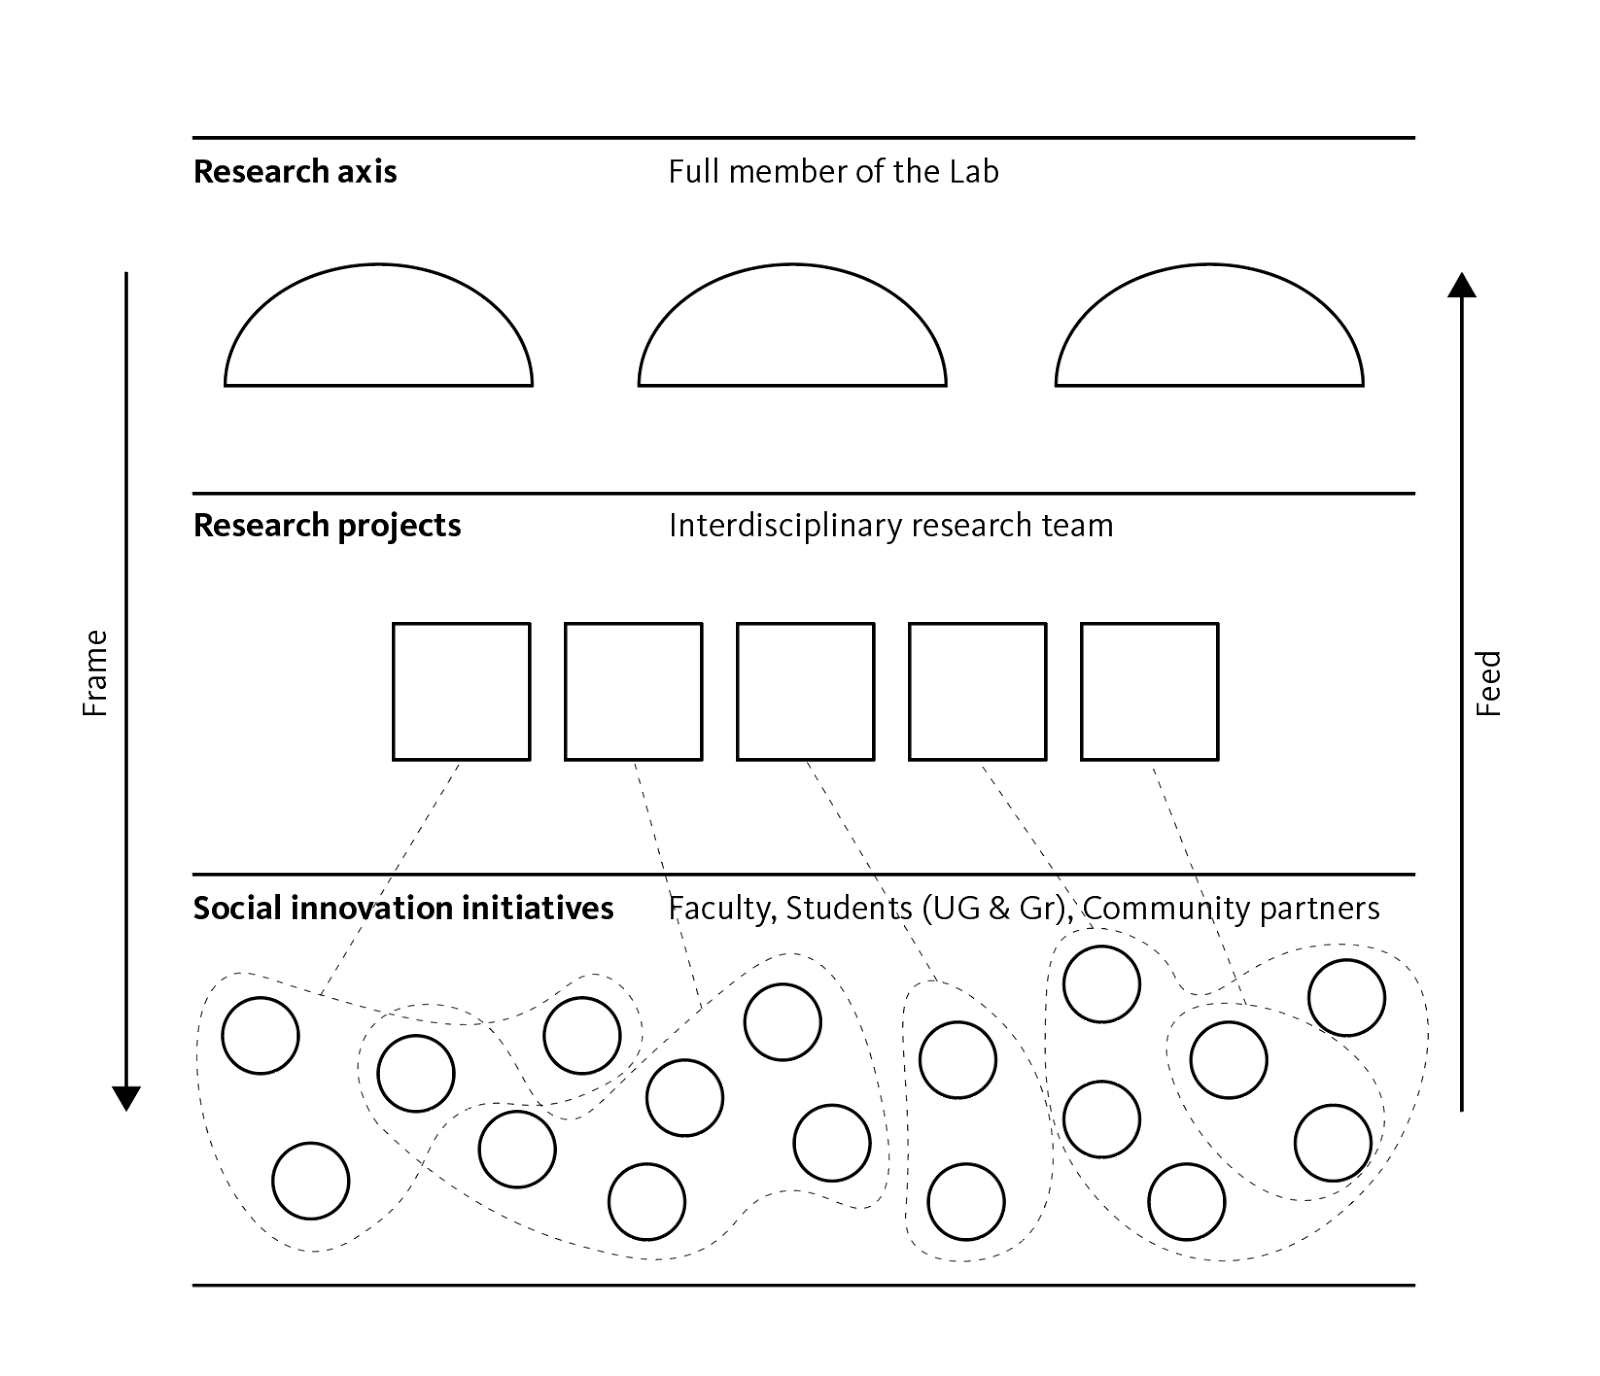 Research axis
Full member of the Lab
Research projects
Interdisciplinary research team
Frame
Feed
Social innovation initiatives
Faculty, Students (UG & Gr), Community partners